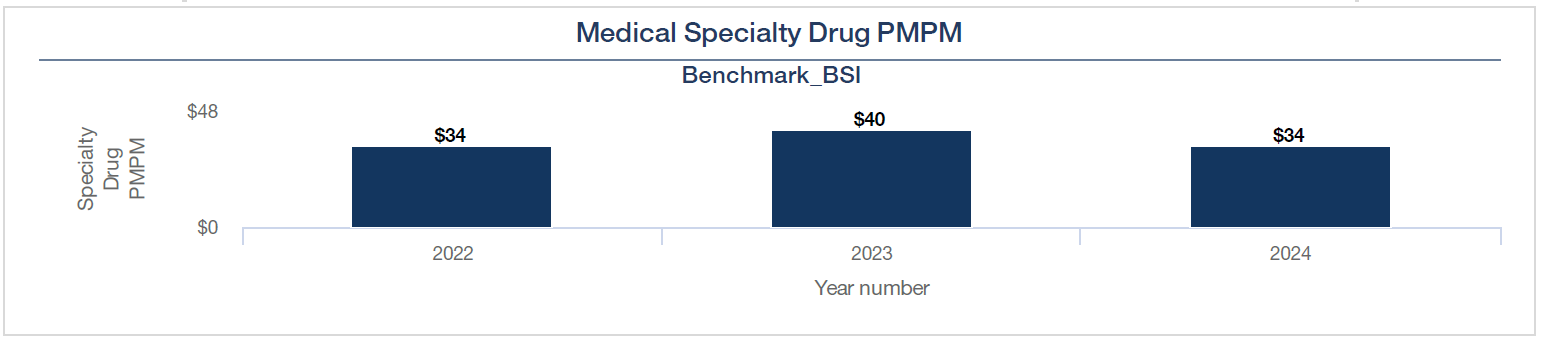 Medical Specialty Drug PMPM
Benchmark_BSI
Specialty
Drug
PMPM
$48
$0
$34
$40
$34
2022
2023
2024
Year number